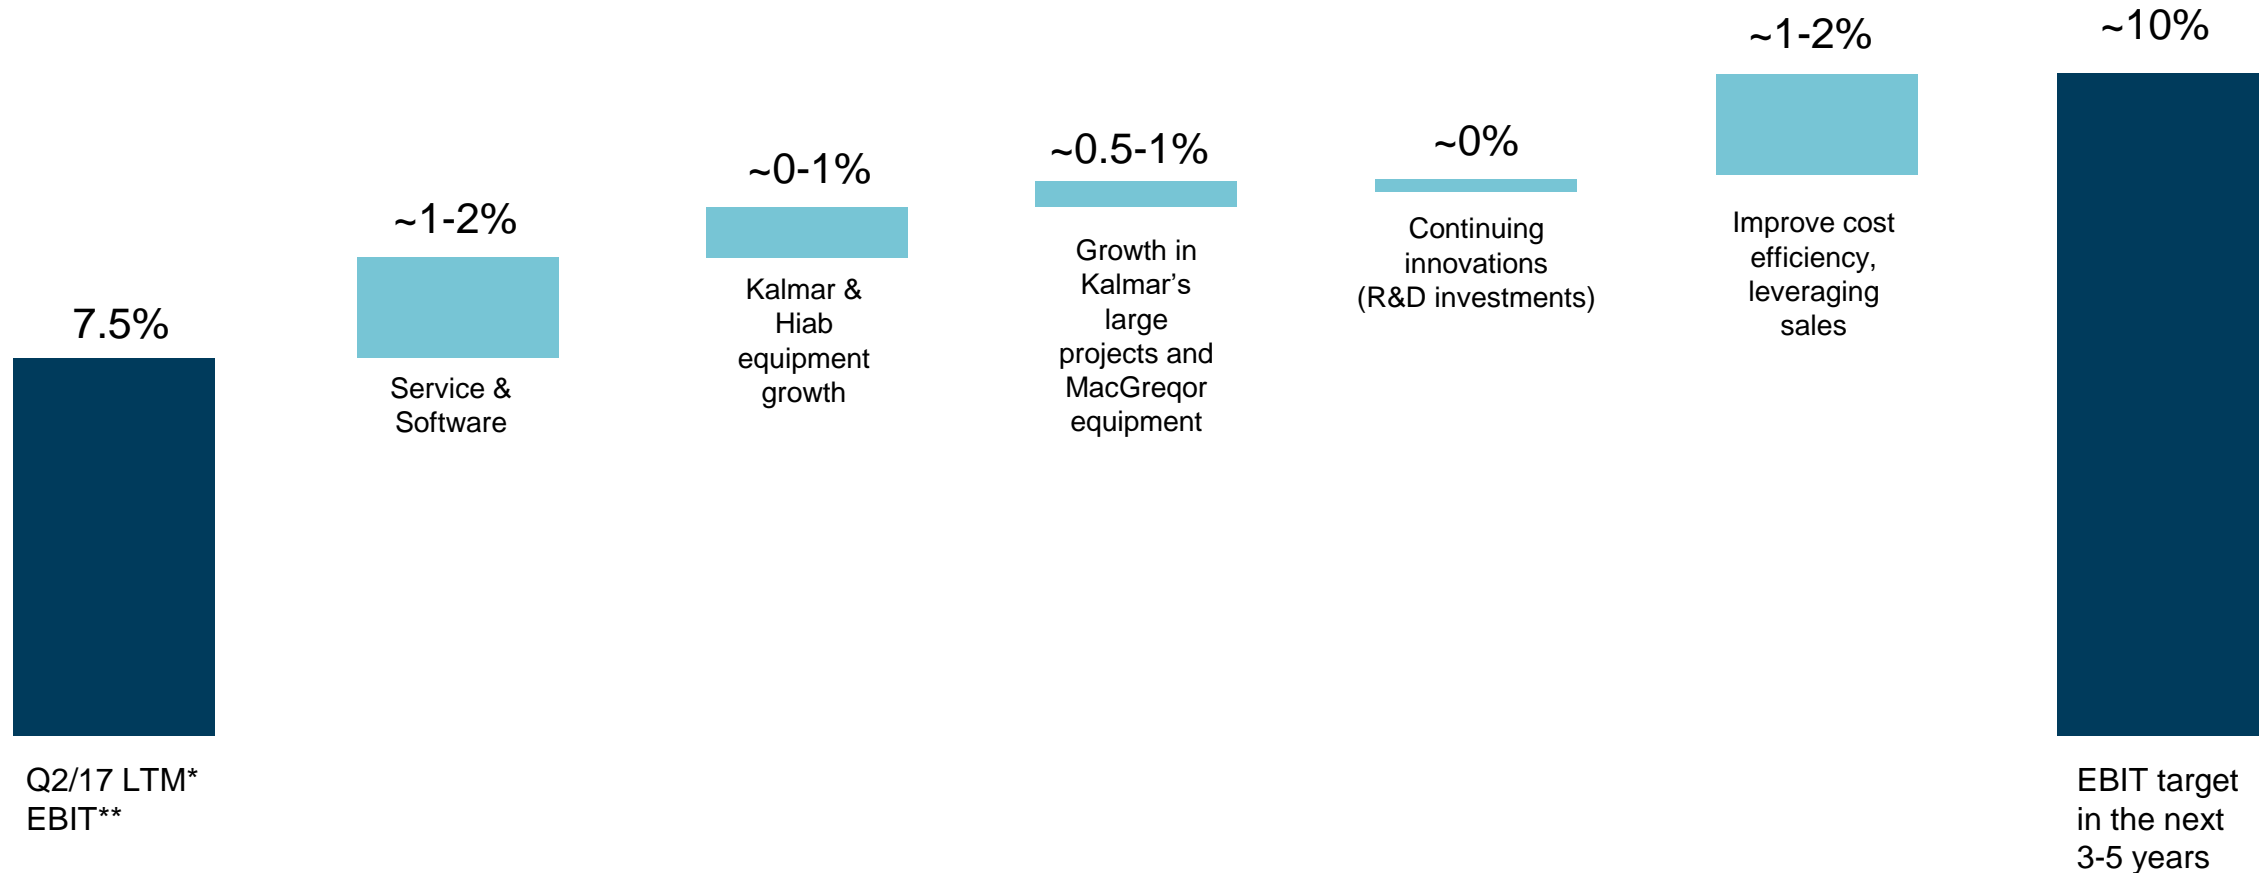 7.5%
Q2/17 LTM*
EBIT**
~1-2%
Service &
Software
~0-1%
Kalmar &
Hiab
equipment
growth
~0.5-1%
Growth in
Kalmar’s
large
projects and
MacGreqor
equipment
~0%
Continuing
innovations
(R&D investments)
~1-2%
Improve cost
efficiency,
leveraging
sales
~10%
EBIT target
in the next
3-5 years